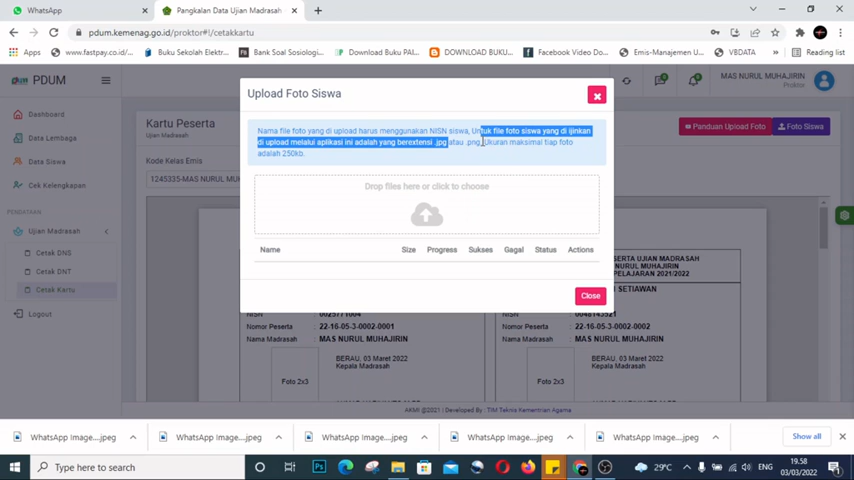 WhatsApp
Pangkalan Data Ujian Madrasah
pdum.kemenag.go.id/proktor#!/cetakkartu
Apps
www.fastpay.co.id/...
Buku Sekolah Elektr...
Bank Soal Sosiologi...
Download Buku PAI...
DOWNLOAD BUKU...
Facebook Video Do...
Emis-Manajemen U...
VBDATA
Reading list
PDUM
MAS NURUL MUHAJIRIN
Proktor
Dashboard
Data Lembaga
Data Siswa
Cek Kelengkapan
PENDATAAN
Ujian Madrasah
Cetak DNS
Cetak DNT
Cetak Kartu
Logout
Kartu Peserta
Ujian Madrasah
Panduan Upload Foto
Foto Siswa
Kode Kelas Emis
Upload Foto Siswa
Nama file foto yang di upload harus menggunakan NISN siswa, Untuk file foto siswa yang di ijinkan
di upload melalui aplikasi ini adalah yang berextensi .jpg atau .png, Ukuran maksimal tiap foto
adalah 250kb.
Drop files here or click to choose
Name Size Progress Sukses Gagal Status Actions
Close
NISN
Nomor Peserta : 22-16-05-3-0002-0001
Nama Madrasah : MAS NURUL MUHAJIRIN
BERAU, 03 Maret 2022
Kepala Madrasah
Foto 2x3
NISN
Nomor Peserta : 22-16-05-3-0002-0002
Nama Madrasah : MAS NURUL MUHAJIRIN
BERAU, 03 Maret 2022
Kepala Madrasah
Foto 2x3
AKMI @2021 / Developed By : TIM Teknis Kementrian Agama
WhatsApp Image....jpeg
WhatsApp Image....jpeg
WhatsApp Image....jpeg
WhatsApp Image....jpeg
WhatsApp Image....jpeg
Show all
Type here to search
29°C
ENG
19.58
03/03/2022